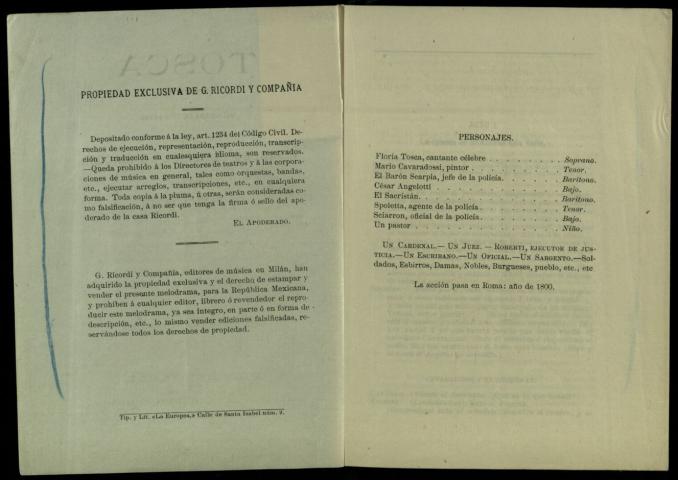 TOSCA
PROPIEDAD EXCLUSIVA DE G. RICORDI Y COMPAÑIA
Depositado conforme á la ley, art. 1234 del Código Civil. De-
rechos de ejecución, representación, reproducción, transcrip-
ción y traducción en cualesquiera idioma, son reservados.
—Queda prohibido á los Directores de teatros y á las corpora-
ciones de música en general, tales como orquestas, bandas,
etc., ejecutar arreglos, transcripciones, etc., en cualquiera
forma. Toda copia á la pluma, ú otras, serán consideradas co-
mo falsificación, á no ser que tenga la firma ó sello del apo-
derado de la casa Ricordi.
EL APODERADO.
G. Ricordi y Compañía, editores de música en Milán, han
adquirido la propiedad exclusiva y el derecho de estampar y
vender el presente melodrama, para la República Mexicana,
y prohiben á cualquier editor, librero ó revendedor el repro-
ducir este melodrama, ya sea íntegro, en parte ó en forma de
descripción, etc., lo mismo vender ediciones falsificadas, re-
servándose todos los derechos de propiedad.
Tip. y Lit. «La Europea,» Calle de Santa Isabel núm. 9.
PERSONAJES.
Floria Tosca, cantante célebre . . . . . . . . . Soprano.
Mario Cavaradossi, pintor . . . . . . . . . . . Tenor.
El Barón Scarpia, jefe de la policía. . . . . . . Barítono.
César Angelotti . . . . . . . . . . . . . . . Bajo.
El Sacristán. . . . . . . . . . . . . . . . . Barítono.
Spoletta, agente de la policía . . . . . . . . . Tenor.
Sciarron, oficial de la policía. . . . . . . . . . Bajo.
Un pastor . . . . . . . . . . . . . . . . . Niño.
UN CARDENAL.— UN JUEZ. — ROBERTI, EJECUTOR DE JUS-
TICIA.—UN ESCRIBANO.—UN OFICIAL.—UN SARGENTO.—Sol-
dados, Esbirros, Damas, Nobles, Burgueses, pueblo, etc., etc
La acción pasa en Roma: año de 1800.